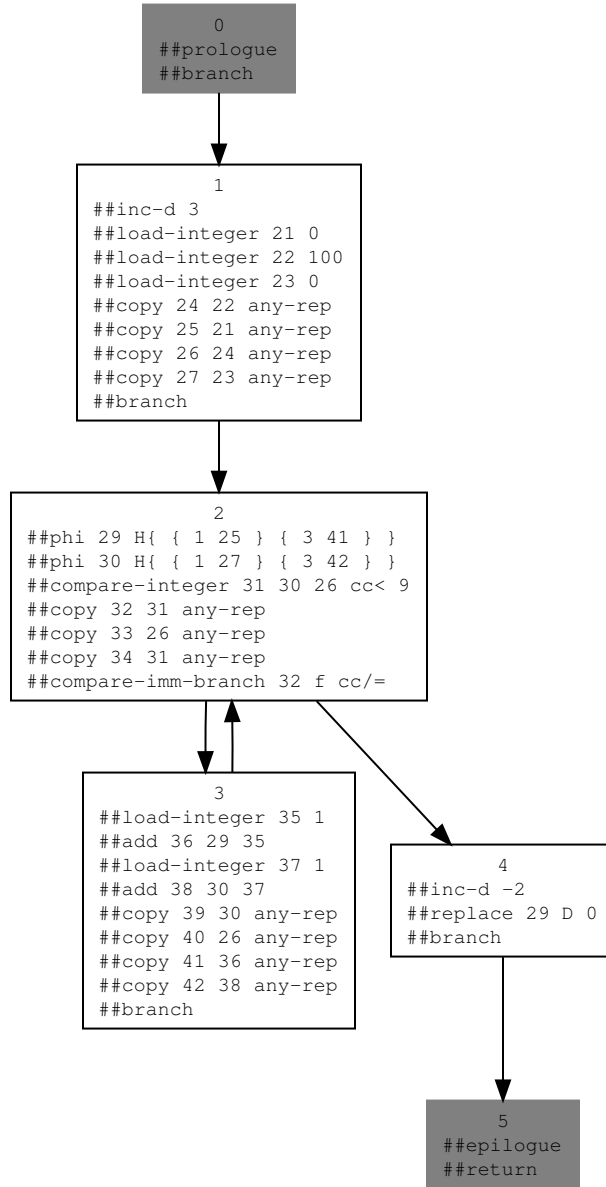 0
##prologue
##branch
1
##inc-d 3
##load-integer 21 0
##load-integer 22 100
##load-integer 23 0
##copy 24 22 any-rep
##copy 25 21 any-rep
##copy 26 24 any-rep
##copy 27 23 any-rep
##branch
2
##phi 29 H{ { 1 25 } { 3 41 } }
##phi 30 H{ { 1 27 } { 3 42 } }
##compare-integer 31 30 26 cc< 9
##copy 32 31 any-rep
##copy 33 26 any-rep
##copy 34 31 any-rep
##compare-imm-branch 32 f cc/=
3
##load-integer 35 1
##add 36 29 35
##load-integer 37 1
##add 38 30 37
##copy 39 30 any-rep
##copy 40 26 any-rep
##copy 41 36 any-rep
##copy 42 38 any-rep
##branch
4
##inc-d -2
##replace 29 D 0
##branch
5
##epilogue
##return